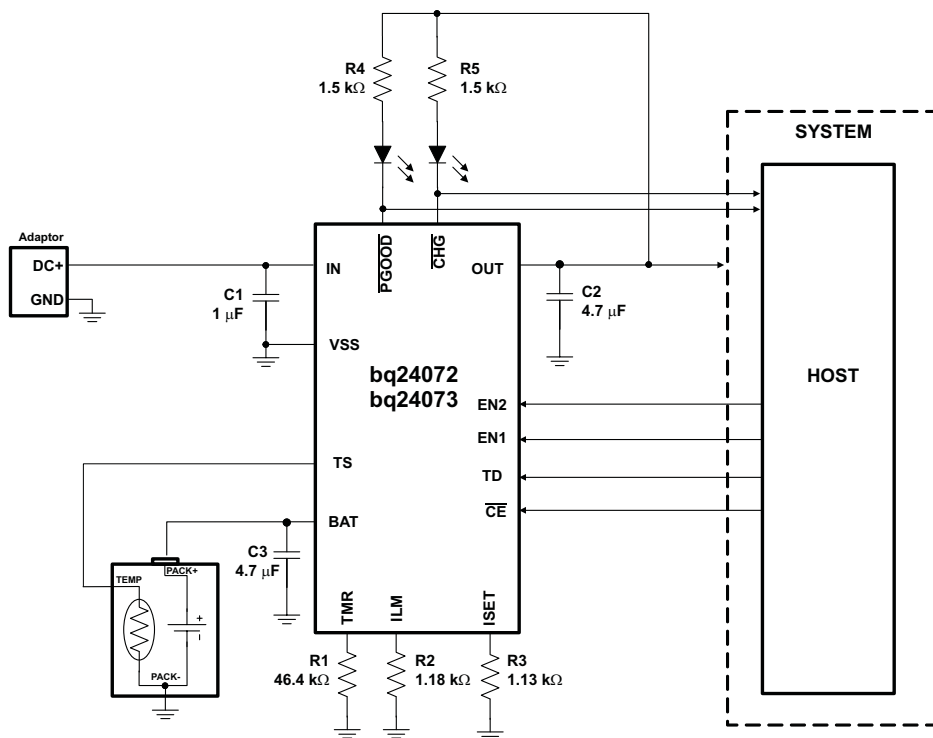 R4
1.5 kΩ
R5
1.5 kΩ
SYSTEM
Adaptor
DC+
GND
C1
1 μF
IN
PGOOD
CHG
OUT
C2
4.7 μF
VSS
bq24072
bq24073
HOST
EN2
EN1
TS
TD
CE
BAT
C3
4.7 μF
TEMP
PACK+
+
−
PACK-
TMR
ILM
ISET
R1
46.4 kΩ
R2
1.18 kΩ
R3
1.13 kΩ